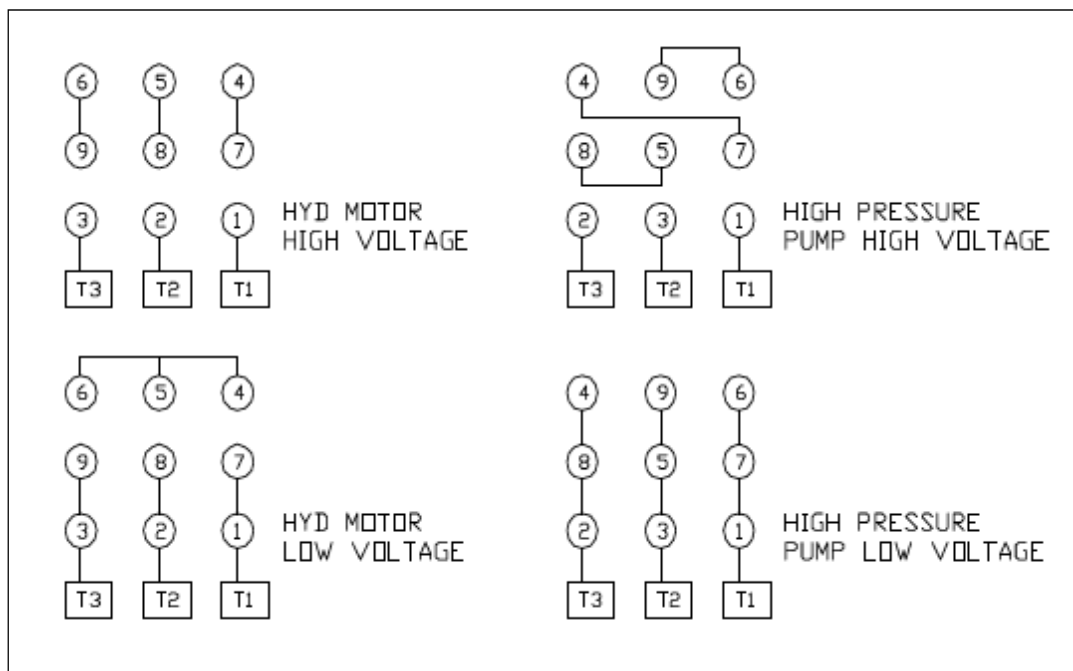 6 5 4
9 8 7
3 2 1
HYD MOTOR
HIGH VOLTAGE
T3 T2 T1
4 9 6
8 5 7
2 3 1
HIGH PRESSURE
PUMP HIGH VOLTAGE
T3 T2 T1
6 5 4
9 8 7
3 2 1
HYD MOTOR
LOW VOLTAGE
T3 T2 T1
4 9 6
8 5 7
2 3 1
HIGH PRESSURE
PUMP LOW VOLTAGE
T3 T2 T1